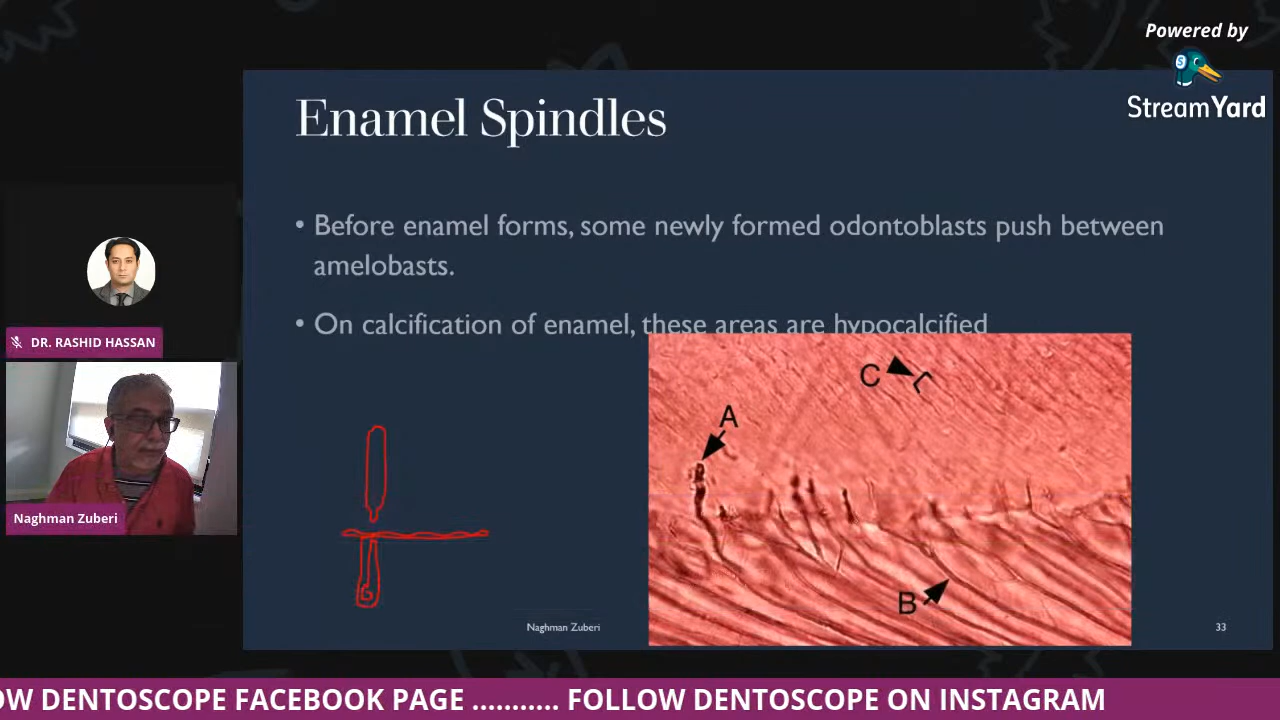 Powered by
StreamYard
Enamel Spindles
• Before enamel forms, some newly formed odontoblasts push between
amelobasts.
• On calcification of enamel, these areas are hypocalcified
C
A
B
DR. RASHID HASSAN
Naghman Zuberi
Naghman Zuberi
33
OW DENTOSCOPE FACEBOOK PAGE ........... FOLLOW DENTOSCOPE ON INSTAGRAM